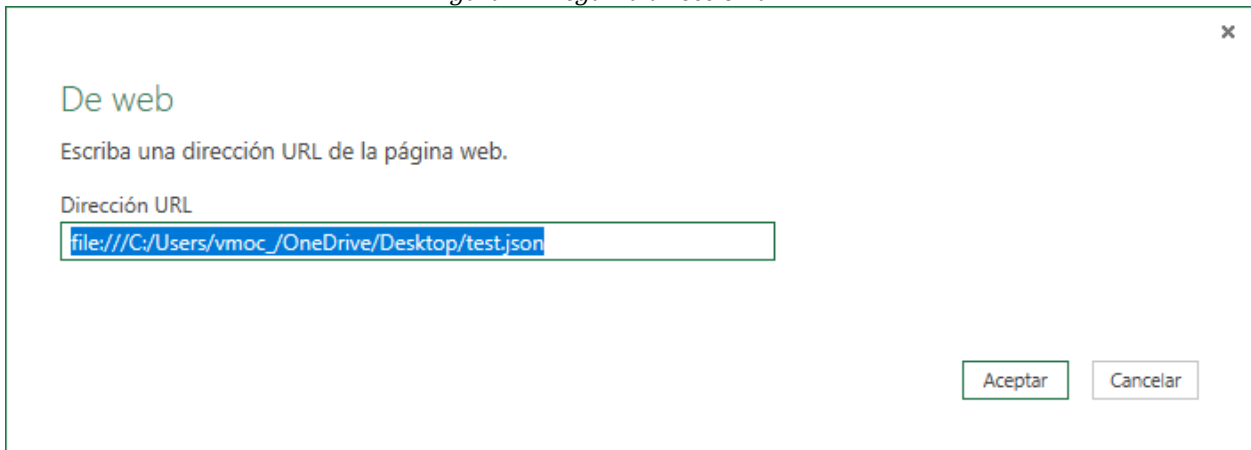 De web
Escriba una dirección URL de la página web.
Dirección URL
file:///C:/Users/vmoc_/OneDrive/Desktop/test.json
Aceptar Cancelar